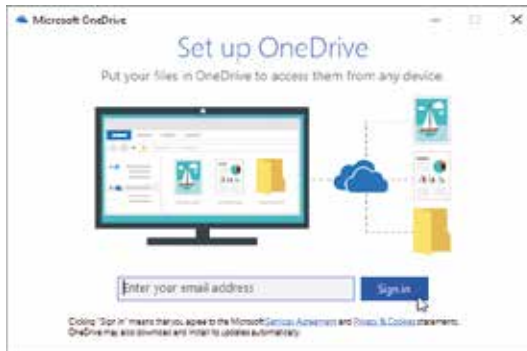 Microsoft OneDrive
Set up OneDrive
Put your files in OneDrive to access them from any device.
Enter your email address
Sign in
Clicking "Sign in" means that you agree to the Microsoft Services Agreement and Privacy & Cookies statements.
OneDrive may also download and install its updates automatically.